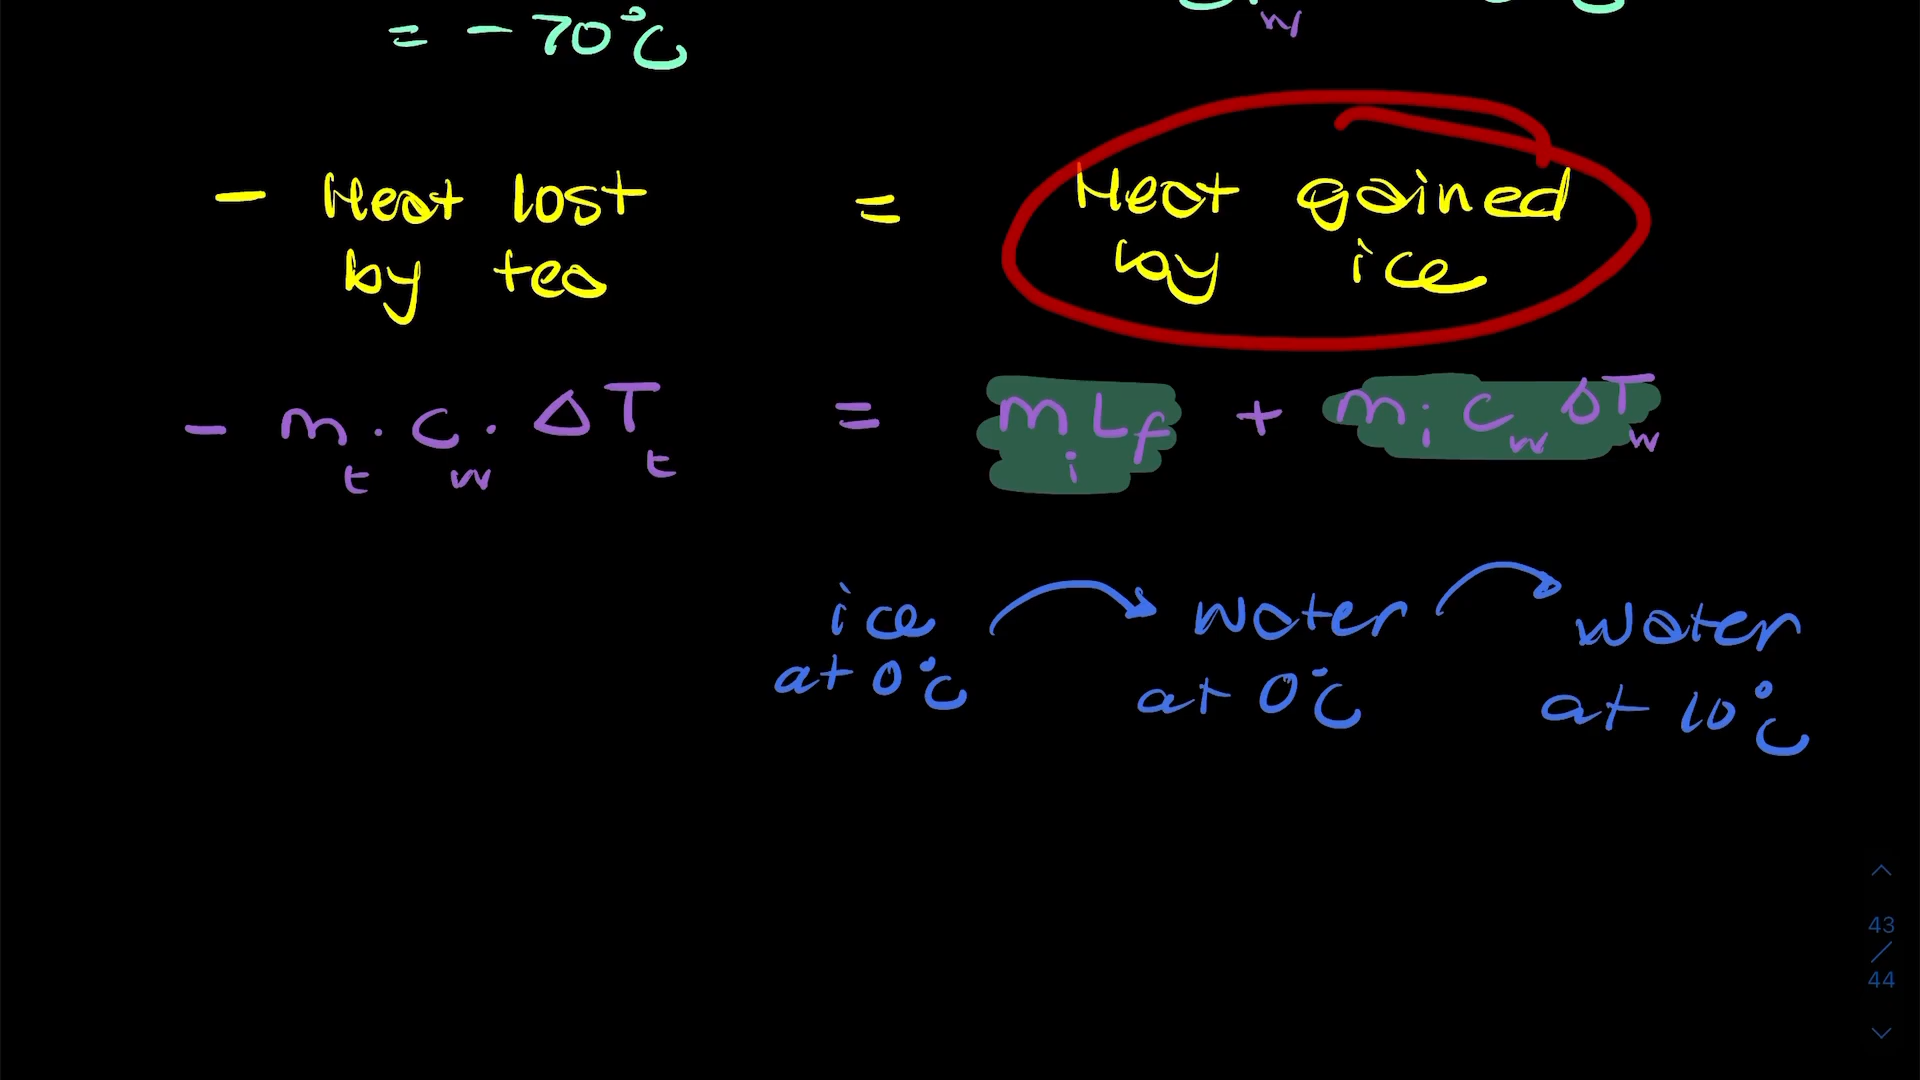 = - 70°C
w
- Heat lost = Heat gained
by tea by ice
- m_t · c_w · ΔT_t = m_i L_f + m_i c_w ΔT_w
ice water water
at 0°C at 0°C at 10°C
43
/
44